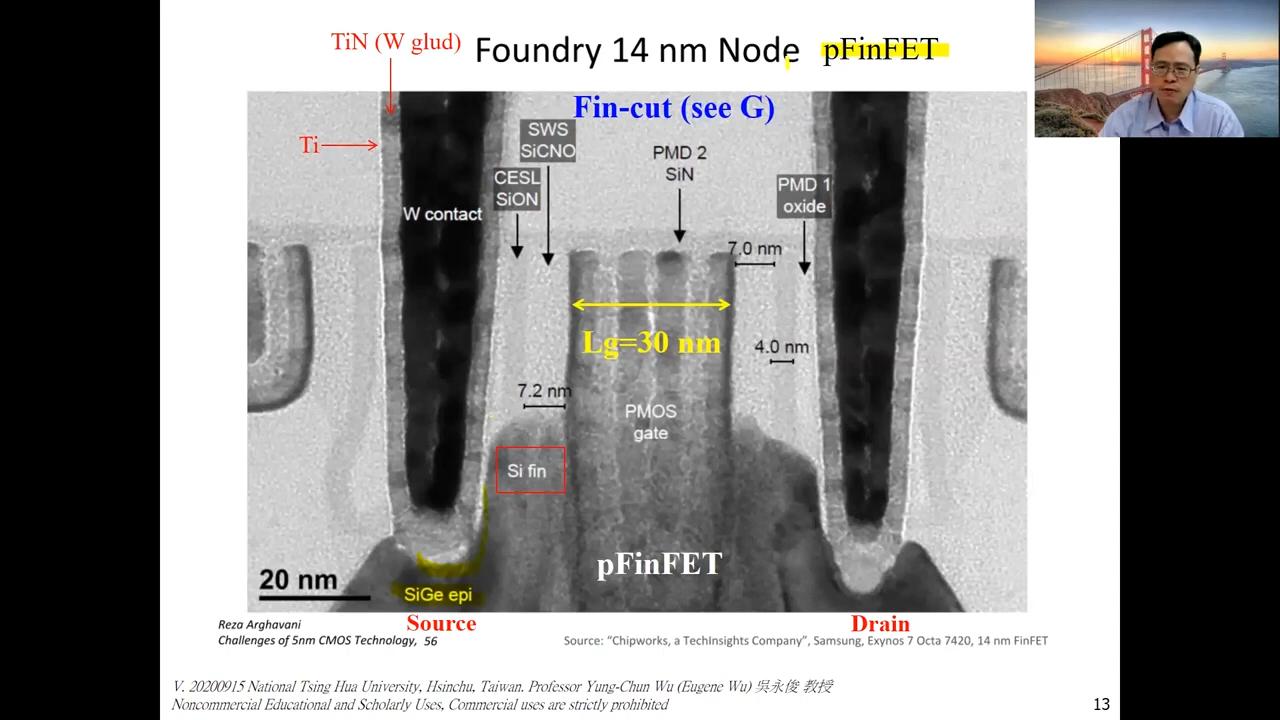 TiN (W glud)
Foundry 14 nm Node pFinFET
Fin-cut (see G)
Ti
SWS
SiCNO
CESL
SiON
PMD 2
SiN
PMD 1
oxide
W contact
7.0 nm
Lg=30 nm
4.0 nm
7.2 nm
PMOS
gate
Si fin
pFinFET
20 nm
SiGe epi
Source
Drain
Reza Arghavani
Challenges of 5nm CMOS Technology, 56
Source: “Chipworks, a TechInsights Company”, Samsung, Exynos 7 Octa 7420, 14 nm FinFET
V. 20200915 National Tsing Hua University, Hsinchu, Taiwan. Professor Yung-Chun Wu (Eugene Wu) 吳永俊 教授
Noncommercial Educational and Scholarly Uses, Commercial uses are strictly prohibited
13